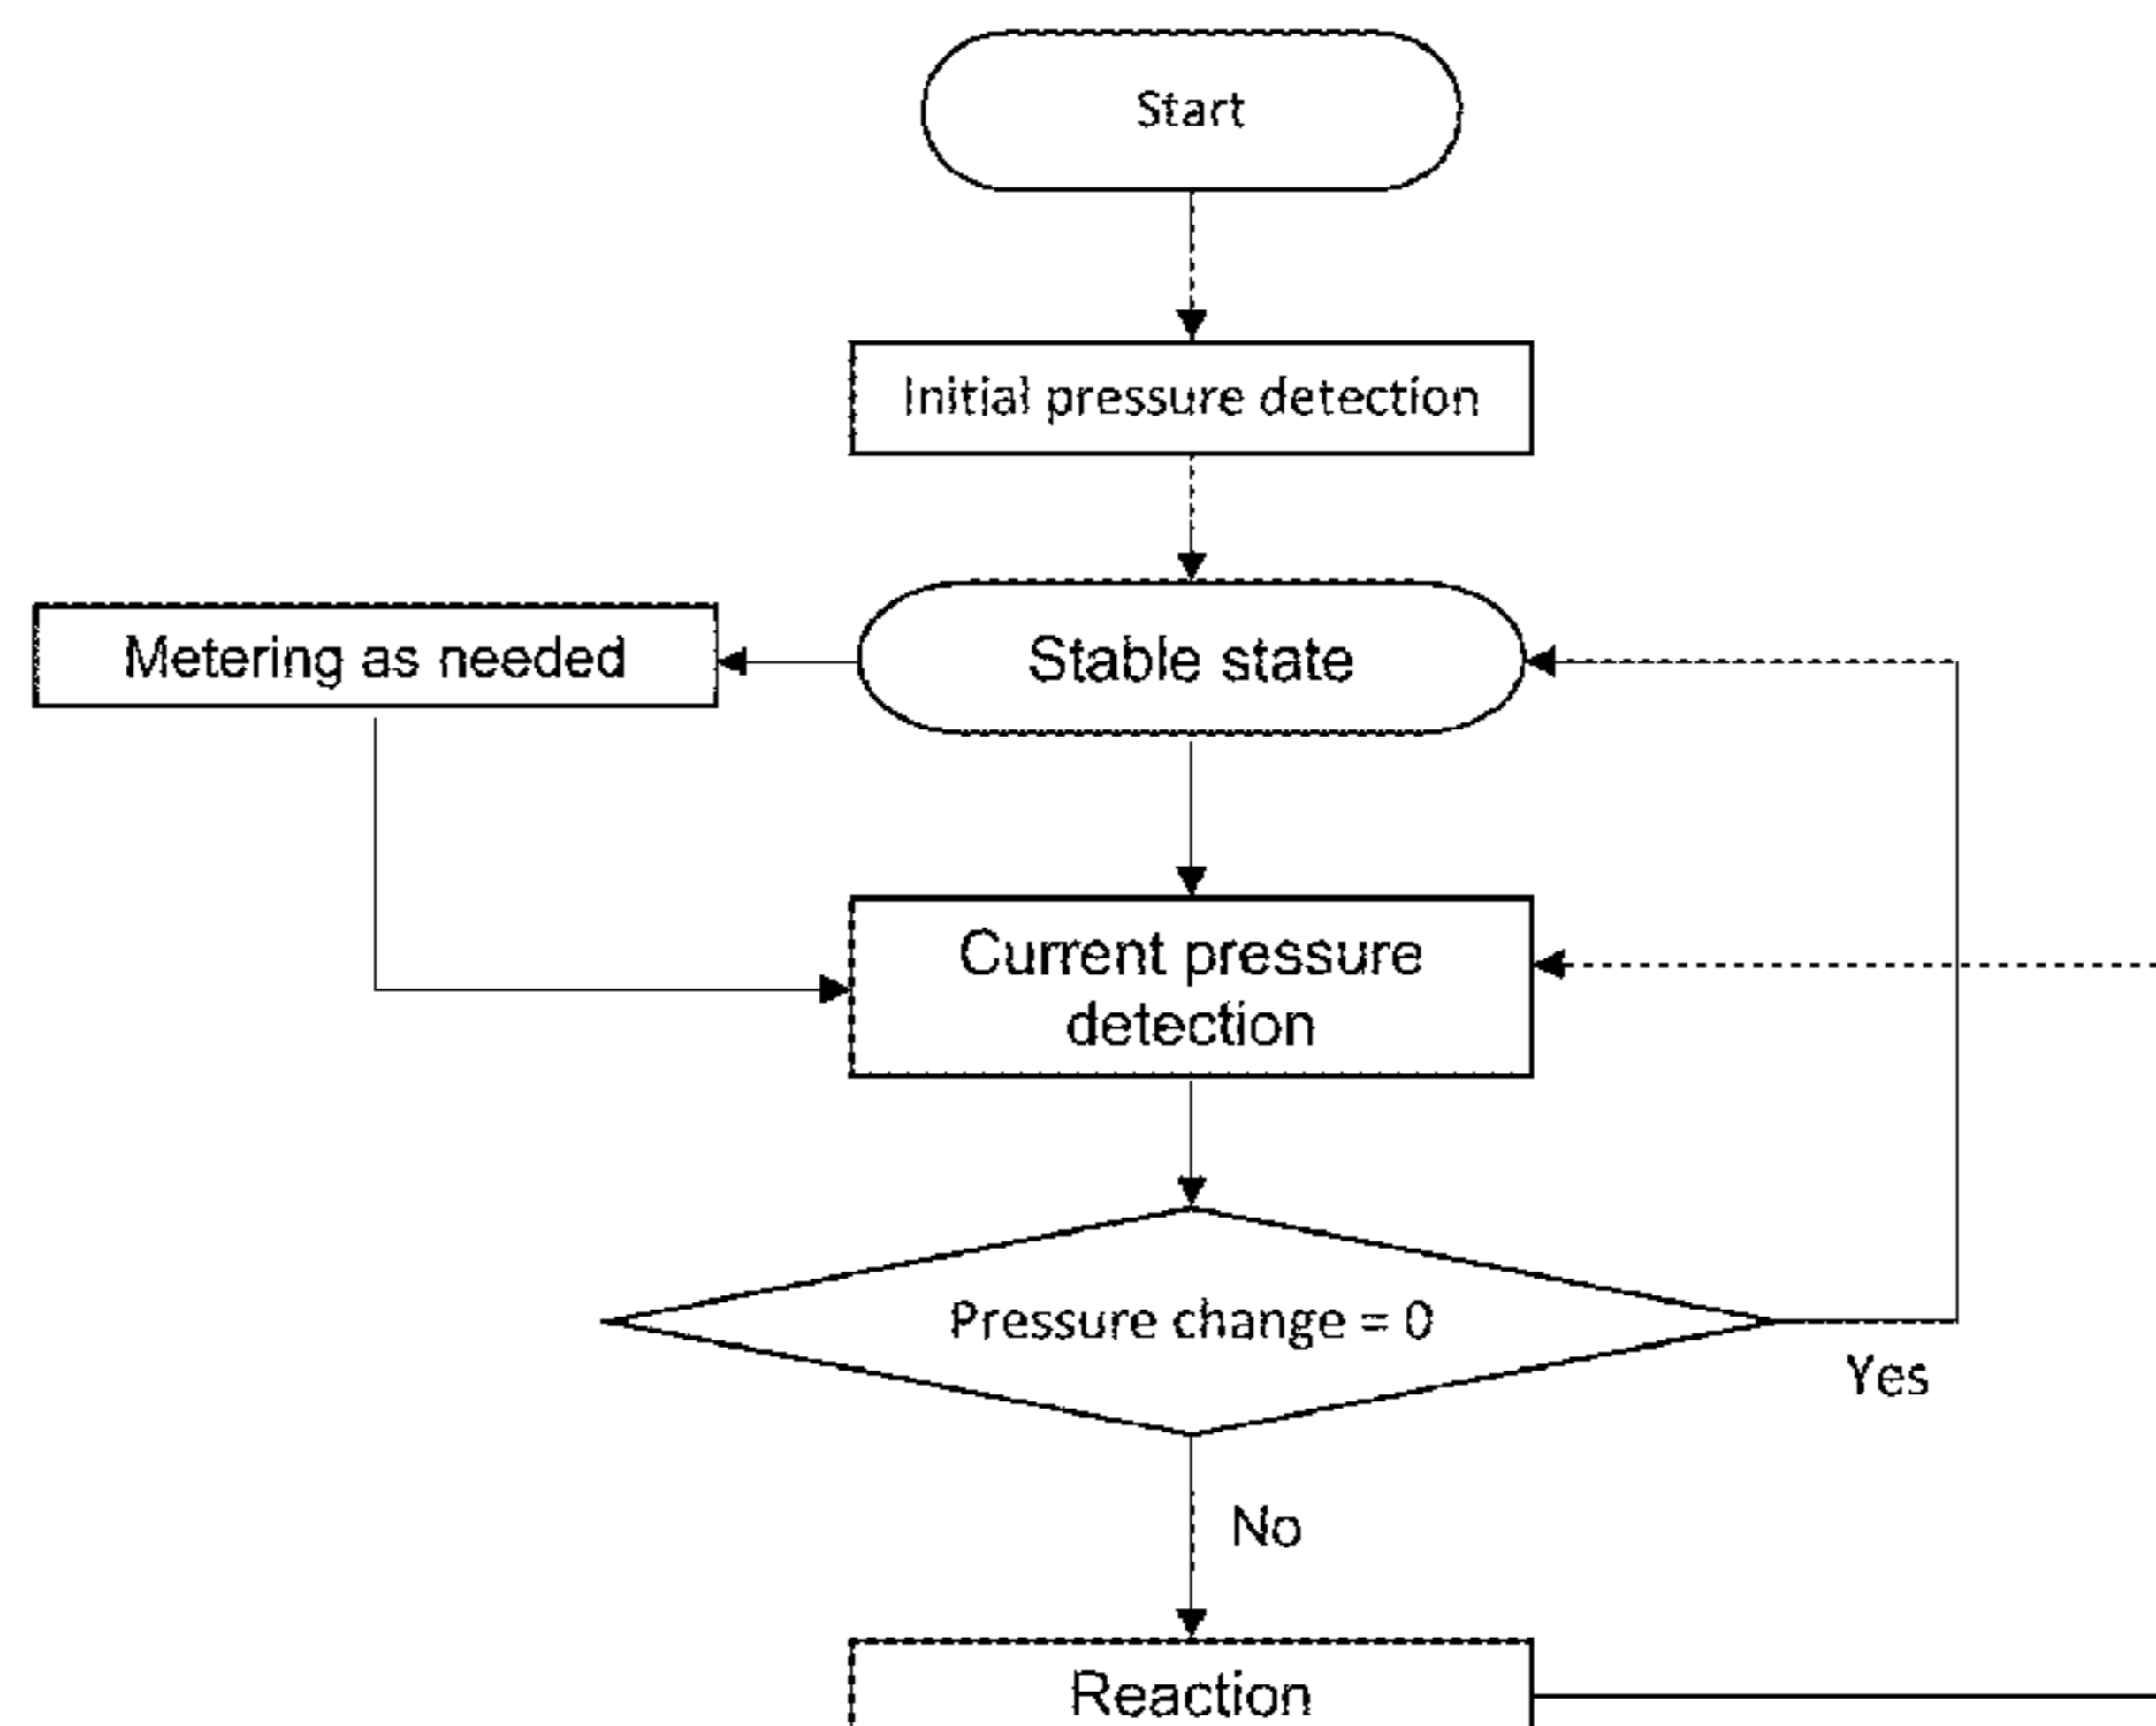 Start
Initial pressure detection
Metering as needed
Stable state
Current pressure
detection
Pressure change = 0
Yes
No
Reaction